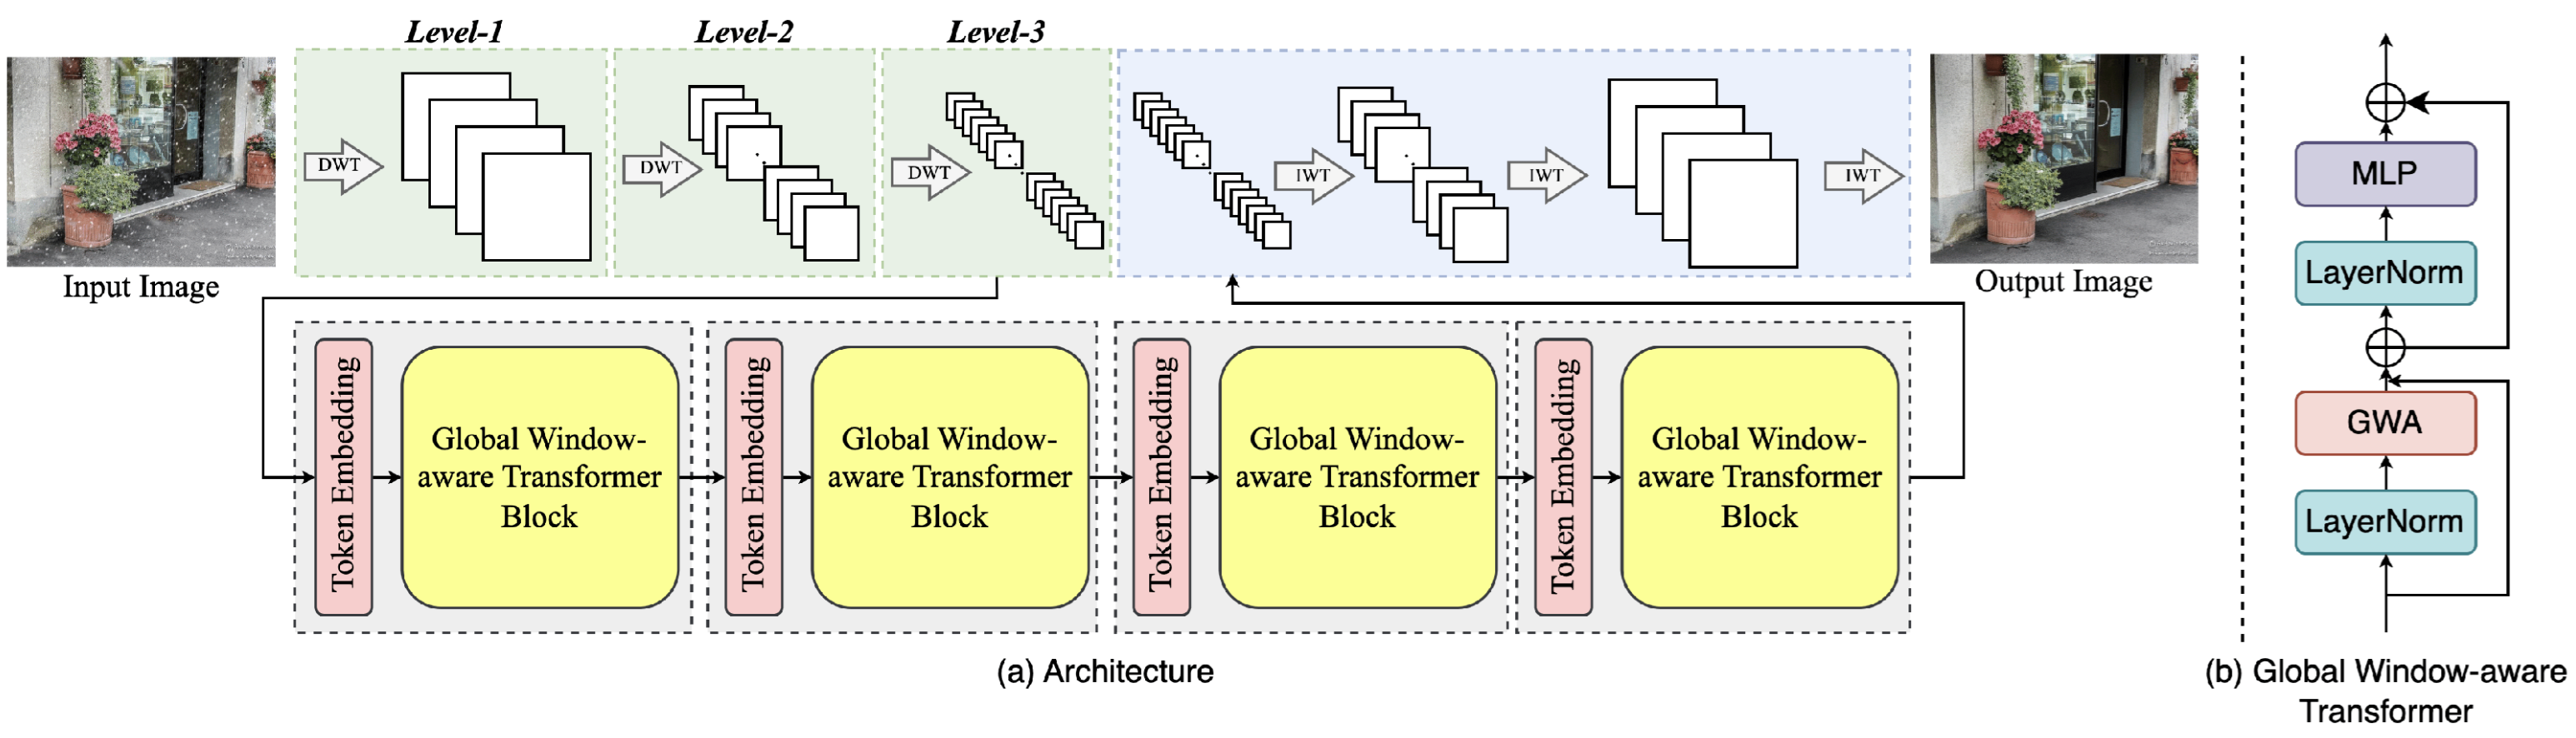 Level-1
Level-2
Level-3
DWT
DWT
DWT
IWT
IWT
IWT
Input Image
Output Image
Token Embedding
Global Window-
aware Transformer
Block
Token Embedding
Global Window-
aware Transformer
Block
Token Embedding
Global Window-
aware Transformer
Block
Token Embedding
Global Window-
aware Transformer
Block
(a) Architecture
MLP
LayerNorm
GWA
LayerNorm
(b) Global Window-aware
Transformer